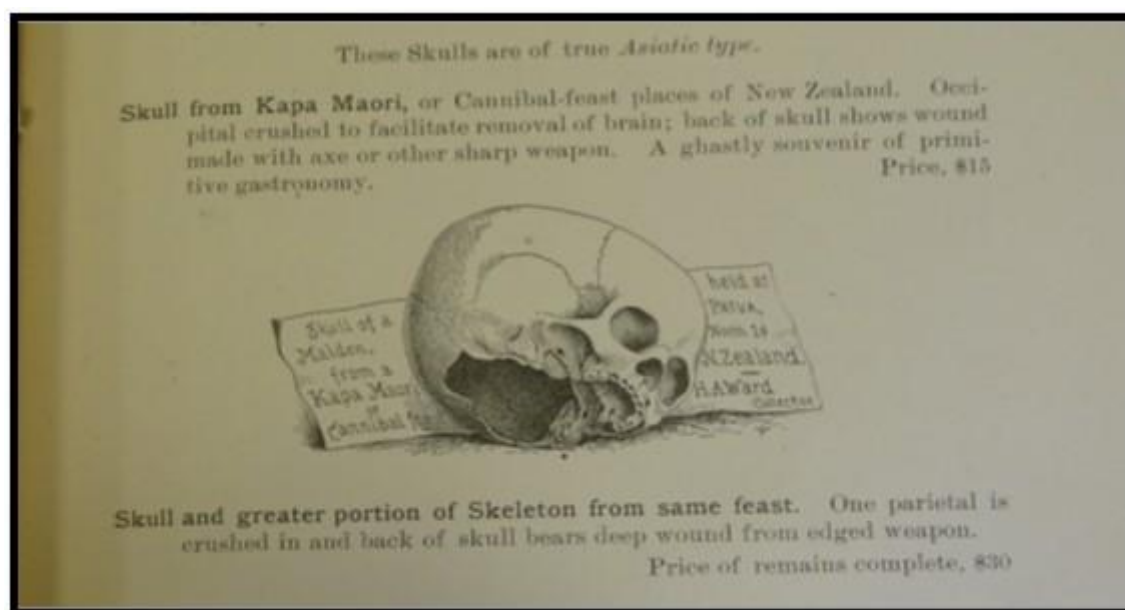 These Skulls are of true Asiatic type.
Skull from Kapa Maori, or Cannibal-feast places of New Zealand. Occi-
pital crushed to facilitate removal of brain; back of skull shows wound
made with axe or other sharp weapon. A ghastly souvenir of primi-
tive gastronomy. Price, $15
Skull of a
Maiden,
from a
Kapa Maori
or
Cannibal
held at
N.Zealand.
H.A.Ward
Collector
Skull and greater portion of Skeleton from same feast. One parietal is
crushed in and back of skull bears deep wound from edged weapon.
Price of remains complete, $30